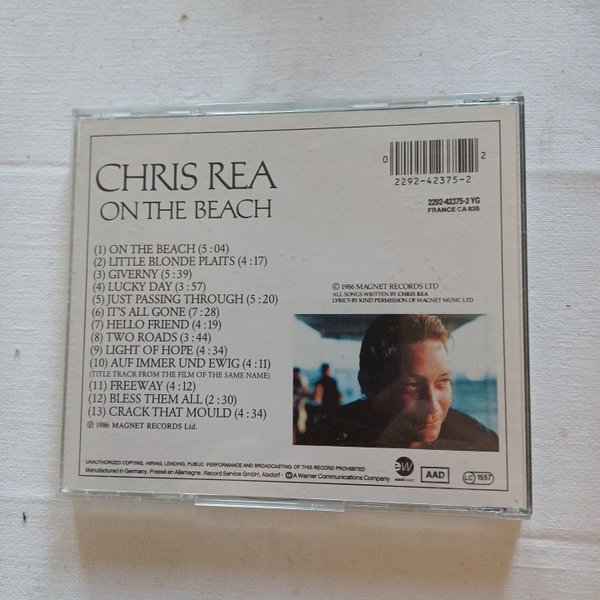 CHRIS REA
ON THE BEACH
0 2292-42375-2 2
2292-42375-2 YG
FRANCE CA 835
(1) ON THE BEACH (5:04)
(2) LITTLE BLONDE PLAITS (4:17)
(3) GIVERNY (5:39)
(4) LUCKY DAY (3:57)
(5) JUST PASSING THROUGH (5:20)
(6) IT'S ALL GONE (7:28)
(7) HELLO FRIEND (4:19)
(8) TWO ROADS (3:44)
(9) LIGHT OF HOPE (4:34)
(10) AUF IMMER UND EWIG (4:11)
(TITLE TRACK FROM THE FILM OF THE SAME NAME)
(11) FREEWAY (4:12)
(12) BLESS THEM ALL (2:30)
(13) CRACK THAT MOULD (4:34)
℗ 1986 MAGNET RECORDS Ltd.
© 1986 MAGNET RECORDS LTD
ALL SONGS WRITTEN BY CHRIS REA
LYRICS BY KIND PERMISSION OF MAGNET MUSIC LTD
UNAUTHORIZED COPYING, HIRING, LENDING, PUBLIC PERFORMANCE AND BROADCASTING OF THIS RECORD PROHIBITED
Manufactured in Germany. Pressé en Allemagne. Record Service GmbH, Alsdorf · A Warner Communications Company
ew
eastwest
AAD
LC 1557